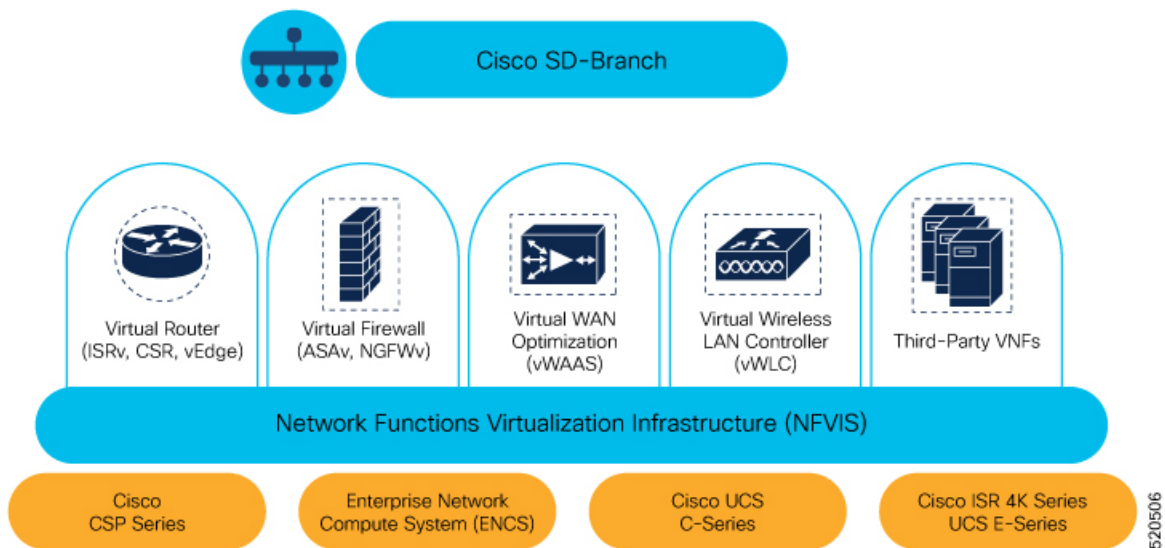 Cisco SD-Branch
Virtual Router
(ISRv, CSR, vEdge)
Virtual Firewall
(ASAv, NGFWv)
Virtual WAN
Optimization
(vWAAS)
Virtual Wireless
LAN Controller
(vWLC)
Third-Party VNFs
Network Functions Virtualization Infrastructure (NFVIS)
Cisco
CSP Series
Enterprise Network
Compute System (ENCS)
Cisco UCS
C-Series
Cisco ISR 4K Series
UCS E-Series
520506